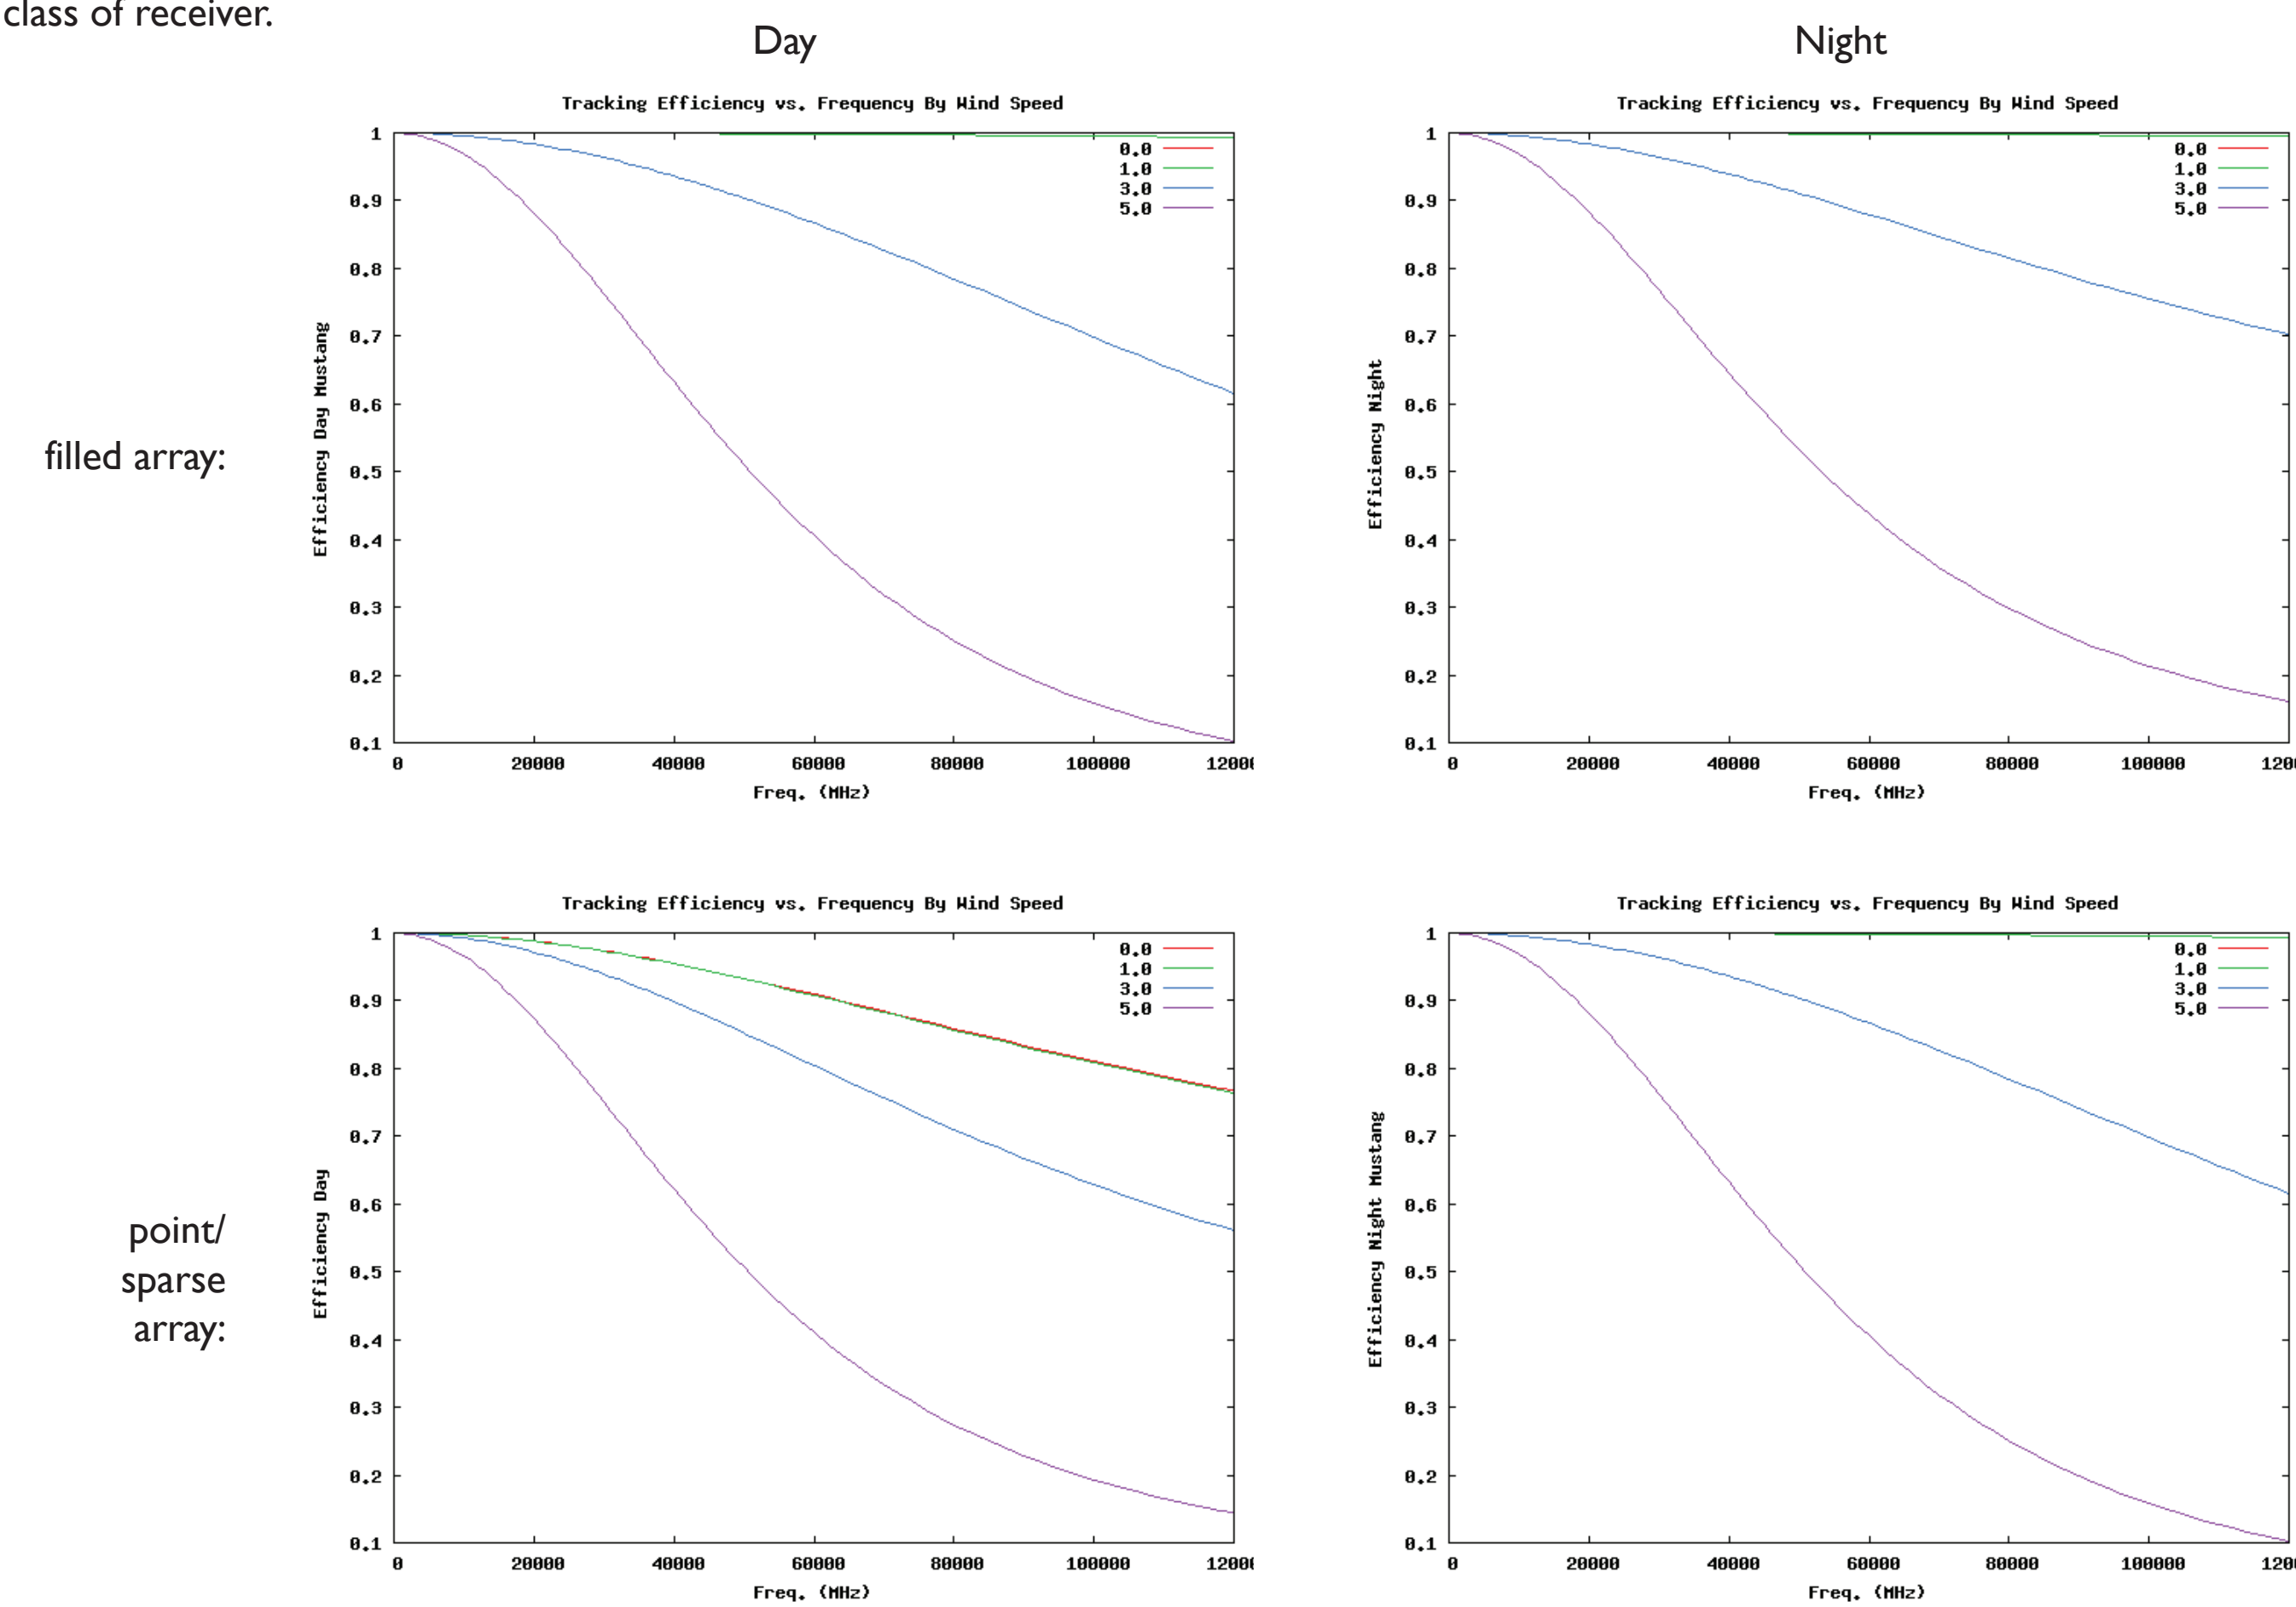 class of receiver.
Day
Night
Tracking Efficiency vs. Frequency By Wind Speed
1
0.9
0.8
0.7
0.6
0.5
0.4
0.3
0.2
0.1
0.0
1.0
3.0
5.0
Efficiency Day Mustang
0 20000 40000 60000 80000 100000 12000
Freq. (MHz)
Tracking Efficiency vs. Frequency By Wind Speed
1
0.9
0.8
0.7
0.6
0.5
0.4
0.3
0.2
0.1
0.0
1.0
3.0
5.0
Efficiency Night
0 20000 40000 60000 80000 100000 120
Freq. (MHz)
filled array:
Tracking Efficiency vs. Frequency By Wind Speed
1
0.9
0.8
0.7
0.6
0.5
0.4
0.3
0.2
0.1
0.0
1.0
3.0
5.0
Efficiency Day
0 20000 40000 60000 80000 100000 12000
Freq. (MHz)
Tracking Efficiency vs. Frequency By Wind Speed
1
0.9
0.8
0.7
0.6
0.5
0.4
0.3
0.2
0.1
0.0
1.0
3.0
5.0
Efficiency Night Mustang
0 20000 40000 60000 80000 100000 120
Freq. (MHz)
point/
sparse
array: